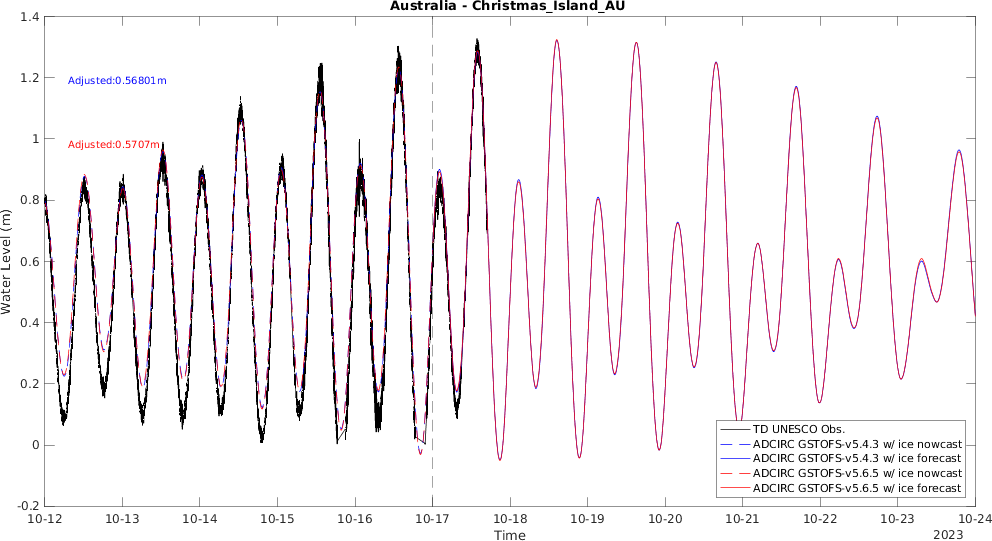 Australia - Christmas_Island_AU
1.4
1.2
1
0.8
0.6
0.4
0.2
0
-0.2
Water Level (m)
Adjusted:0.56801m
Adjusted:0.5707m
TD UNESCO Obs.
ADCIRC GSTOFS-v5.4.3 w/ ice nowcast
ADCIRC GSTOFS-v5.4.3 w/ ice forecast
ADCIRC GSTOFS-v5.6.5 w/ ice nowcast
ADCIRC GSTOFS-v5.6.5 w/ ice forecast
10-12 10-13 10-14 10-15 10-16 10-17 10-18 10-19 10-20 10-21 10-22 10-23 10-24
Time
2023